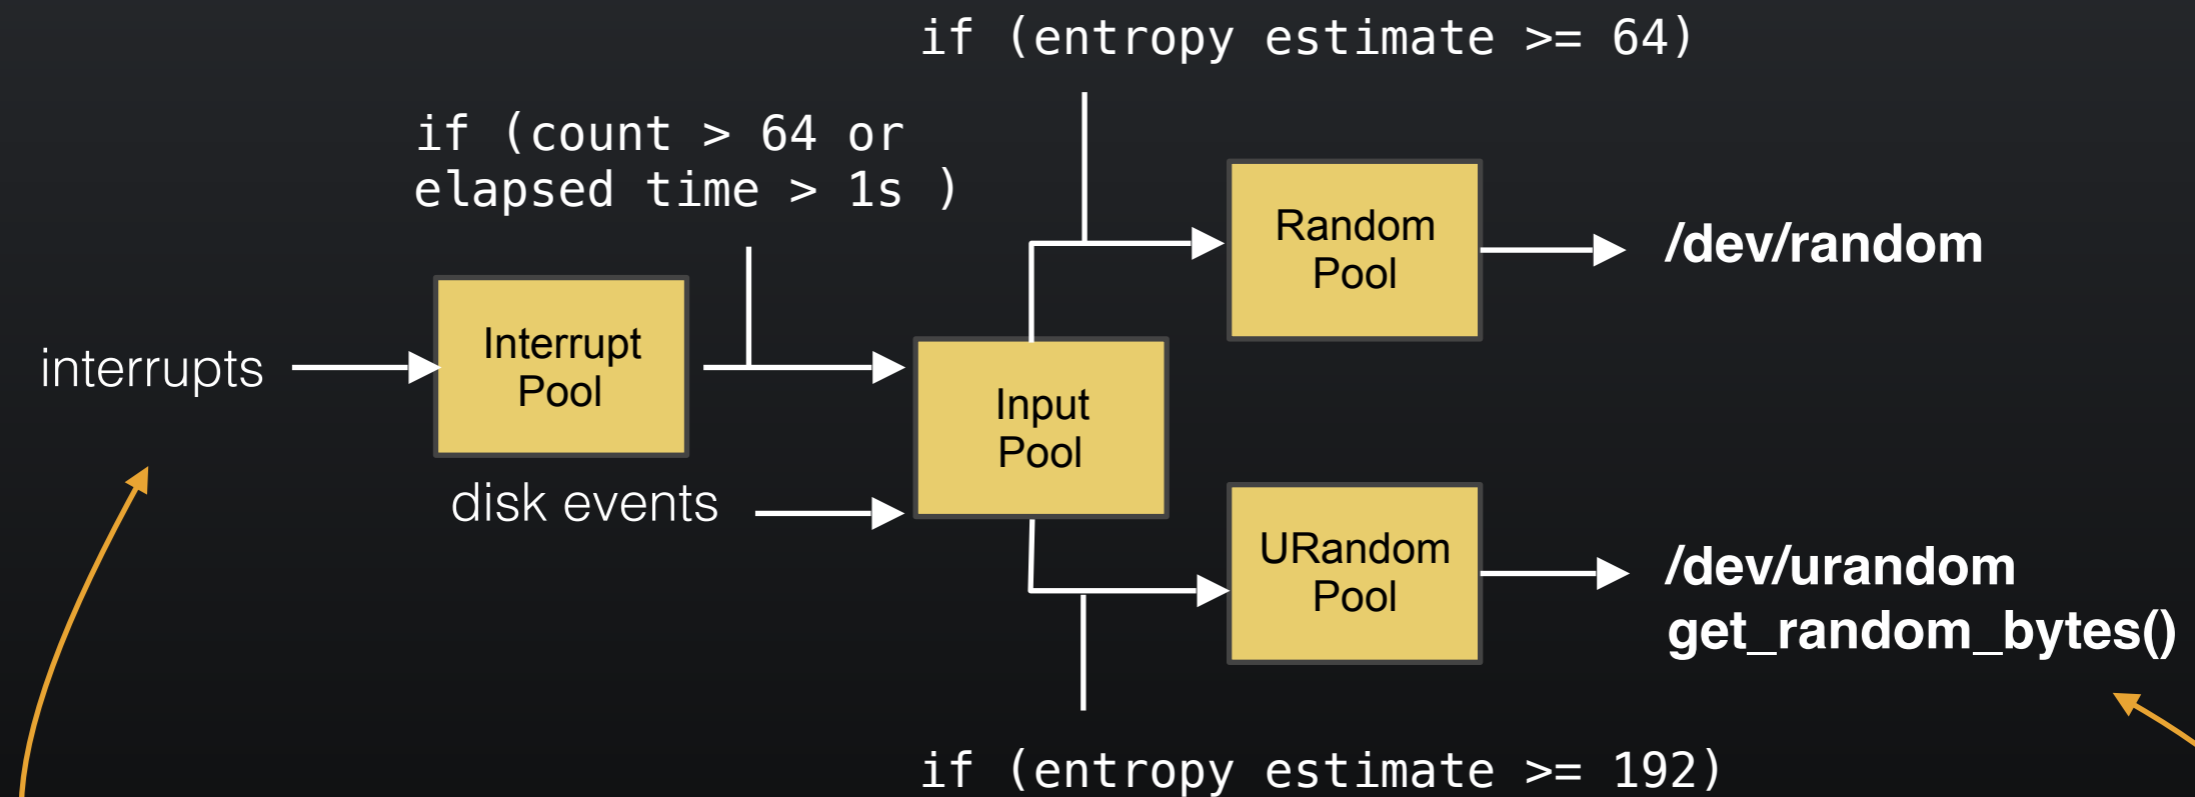 if (entropy estimate >= 64)
if (count > 64 or
elapsed time > 1s )
Random
Pool
/dev/random
interrupts
Interrupt
Pool
Input
Pool
disk events
URandom
Pool
/dev/urandom
get_random_bytes()
if (entropy estimate >= 192)